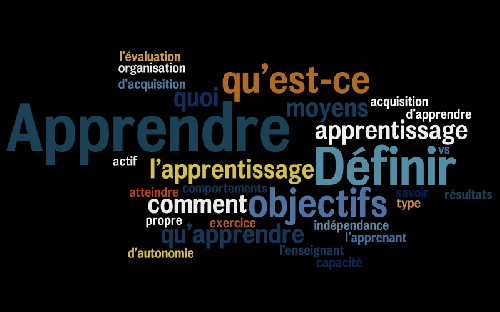 l'évaluation
organisation
d'acquisition
qu'est-ce
quoi
moyens
acquisition
d'apprendre
Apprendre
apprentissage
actif
l'apprentissage
Définir
vs
atteindre
comportements
savoir
résultats
comment
objectifs
type
propre
exercice
indépendance
qu'apprendre
l'apprenant
d'autonomie
l'enseignant
capacité